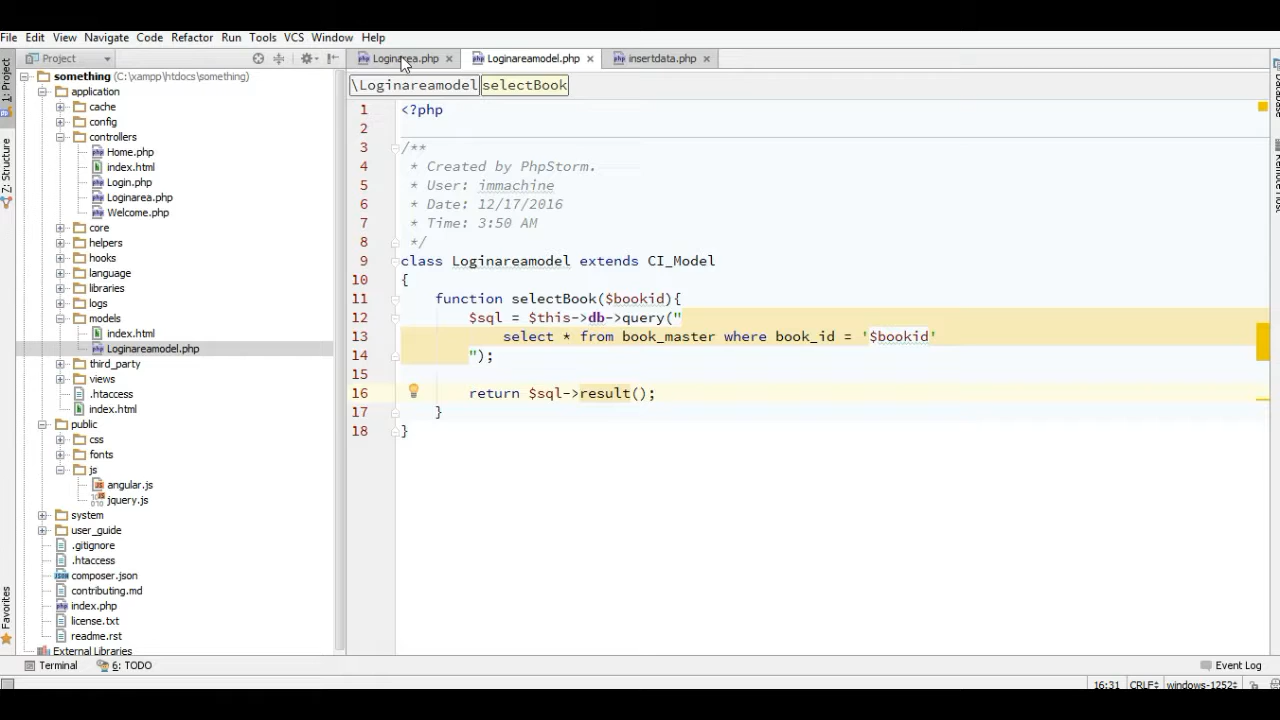 File Edit View Navigate Code Refactor Run Tools VCS Window Help
Project
Loginarea.php
Loginareamodel.php
insertdata.php
1: Project
Z: Structure
Favorites
something (C:\xampp\htdocs\something)
application
cache
config
controllers
Home.php
index.html
Login.php
Loginarea.php
Welcome.php
core
helpers
hooks
language
libraries
logs
models
index.html
Loginareamodel.php
third_party
views
.htaccess
index.html
public
css
fonts
js
angular.js
jquery.js
system
user_guide
.gitignore
.htaccess
composer.json
contributing.md
index.php
license.txt
readme.rst
External Libraries
\Loginareamodel selectBook
1 <?php
2
3 /**
4 * Created by PhpStorm.
5 * User: immachine
6 * Date: 12/17/2016
7 * Time: 3:50 AM
8 */
9 class Loginareamodel extends CI_Model
10 {
11 function selectBook($bookid){
12 $sql = $this->db->query("
13 select * from book_master where book_id = '$bookid'
14 ");
15
16 return $sql->result();
17 }
18 }
Database
Terminal
6: TODO
Event Log
16:31 CRLF windows-1252